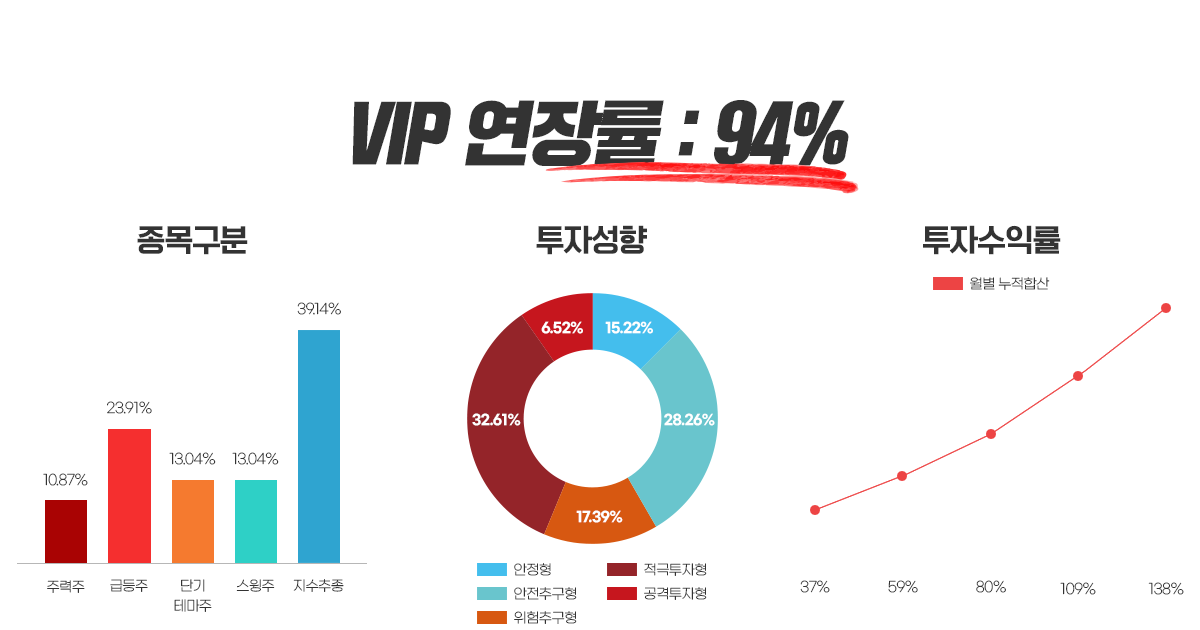 VIP 연장률 : 94%
종목구분
10.87%
23.91%
13.04%
13.04%
39.14%
주력주
급등주
단기
테마주
스윙주
지수추종
투자성향
6.52%
15.22%
32.61%
28.26%
17.39%
안정형
적극투자형
안전추구형
공격투자형
위험추구형
투자수익률
월별 누적합산
37%
59%
80%
109%
138%